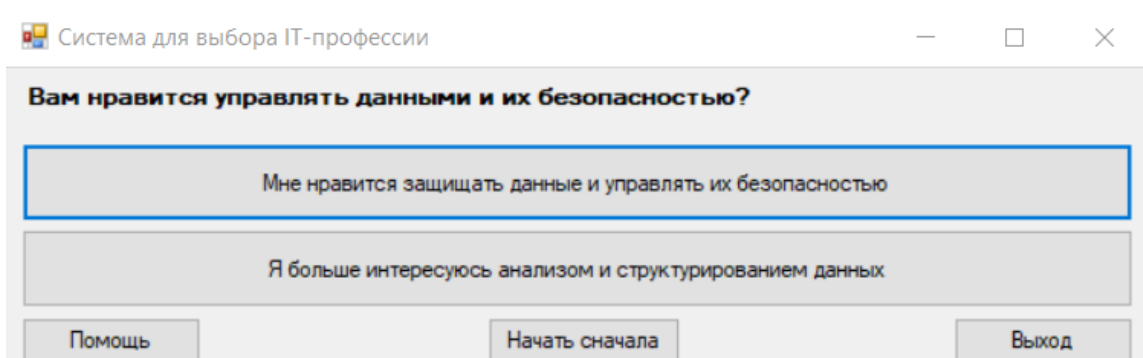 Система для выбора IT-профессии
Вам нравится управлять данными и их безопасностью?
Мне нравится защищать данные и управлять их безопасностью
Я больше интересуюсь анализом и структурированием данных
Помощь
Начать сначала
Выход